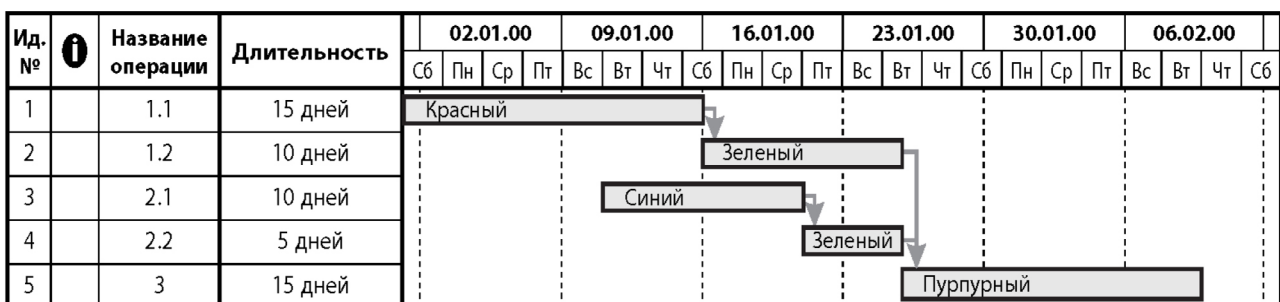 Ид. № Название операции Длительность 02.01.00 09.01.00 16.01.00 23.01.00 30.01.00 06.02.00
Сб Пн Ср Пт Вс Вт Чт Сб Пн Ср Пт Вс Вт Чт Сб Пн Ср Пт Вс Вт Чт Сб
1 1.1 15 дней Красный
2 1.2 10 дней Зеленый
3 2.1 10 дней Синий
4 2.2 5 дней Зеленый
5 3 15 дней Пурпурный